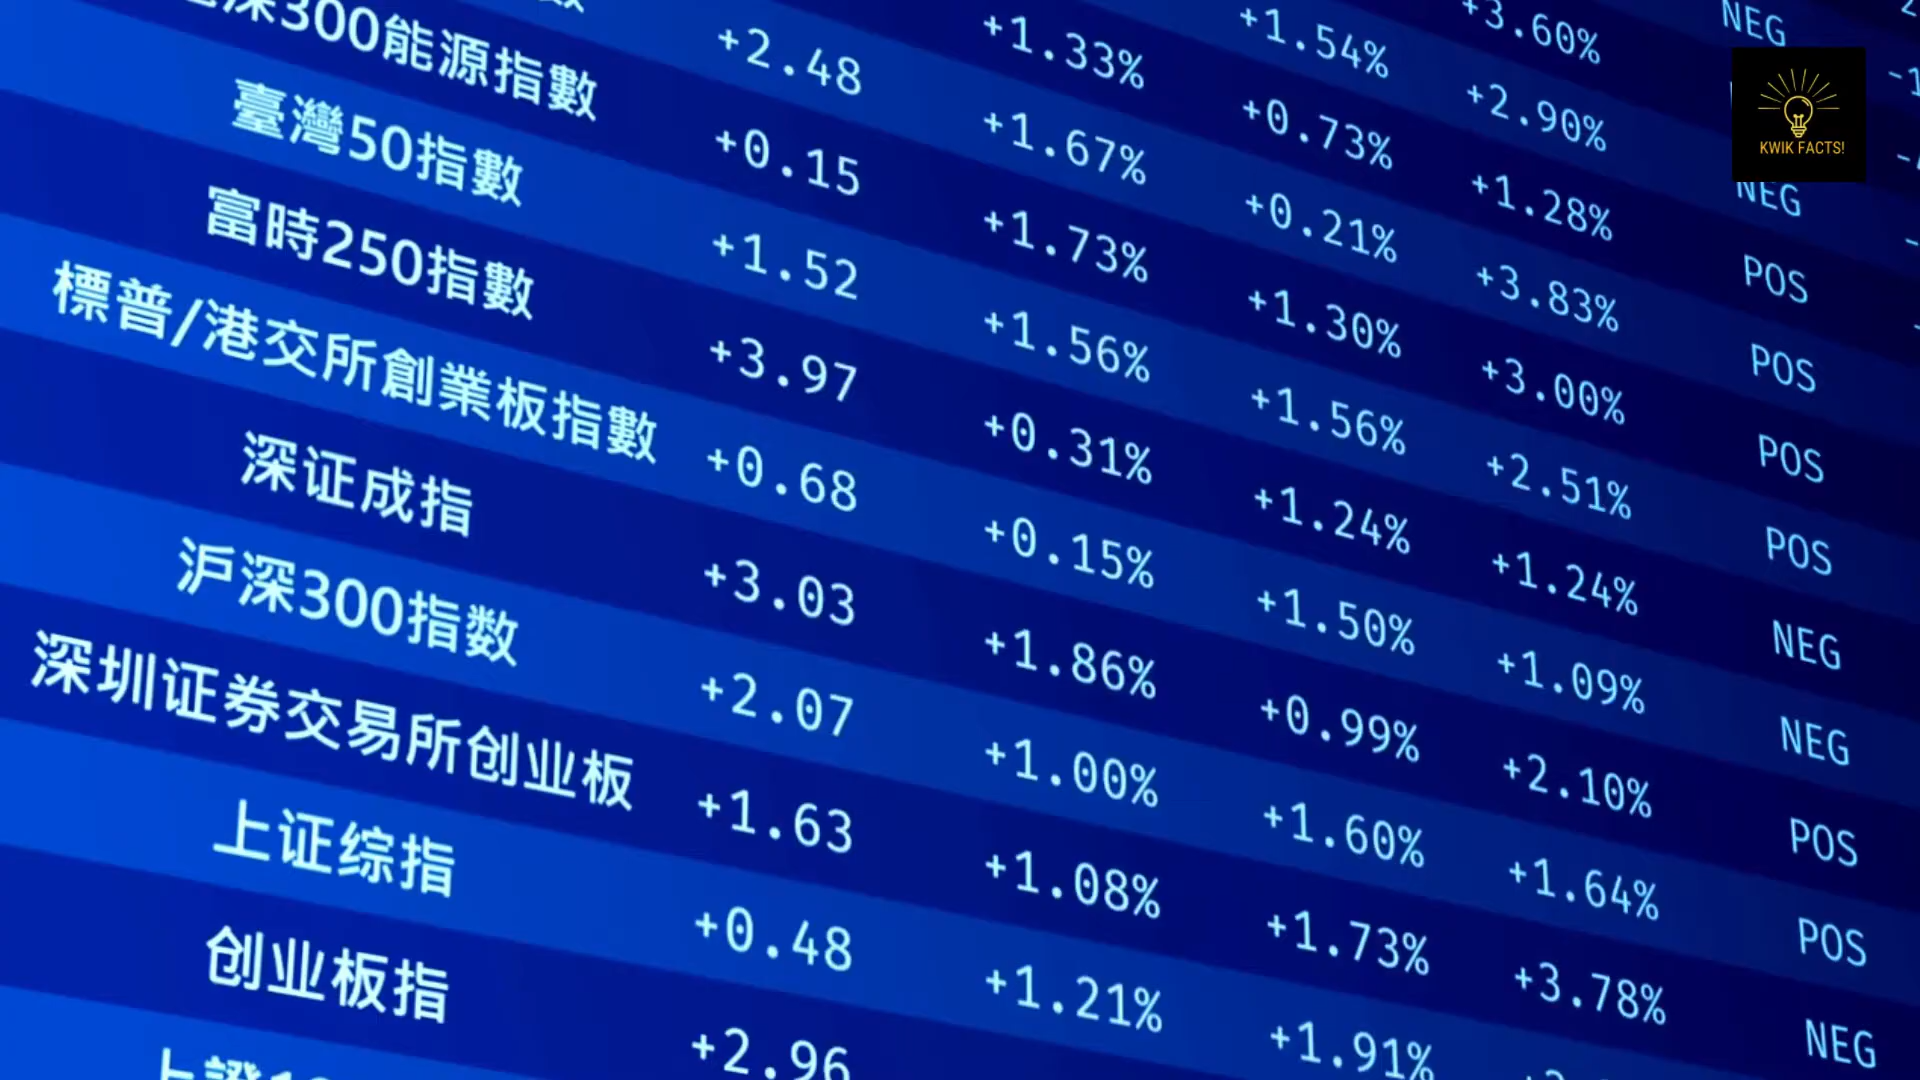 NEG
+3.60%
+1.54% +2.90% NEG
+1.33% +0.73% +1.28% POS
+2.48 +1.67% +0.21% +3.83% POS
深300能源指數 +0.15 +1.73% +1.30% +3.00% POS
臺灣50指數 +1.52 +1.56% +1.56% +2.51% POS
富時250指數 +3.97 +0.31% +1.24% +1.24% NEG
標普/港交所創業板指數 +0.68 +0.15% +1.50% +1.09% NEG
深证成指 +3.03 +1.86% +0.99% +2.10% POS
沪深300指数 +2.07 +1.00% +1.60% +1.64% POS
深圳证券交易所创业板 +1.63 +1.08% +1.73% +3.78% NEG
上证综指 +0.48 +1.21% +1.91%
创业板指 +2.96
KWIK FACTS!